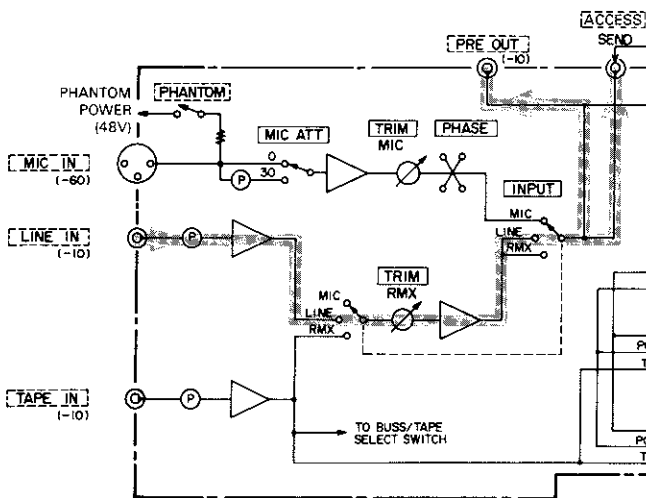 ACCESS
SEND
PRE OUT
(-10)
PHANTOM
POWER
(48V)
PHANTOM
MIC ATT
0
30
P
TRIM
MIC
PHASE
MIC IN
(-60)
INPUT
MIC
LINE
RMX
LINE IN
(-10)
P
TRIM
RMX
MIC
LINE
RMX
TAPE IN
(-10)
P
TO BUSS/TAPE
SELECT SWITCH
P
T
P
T